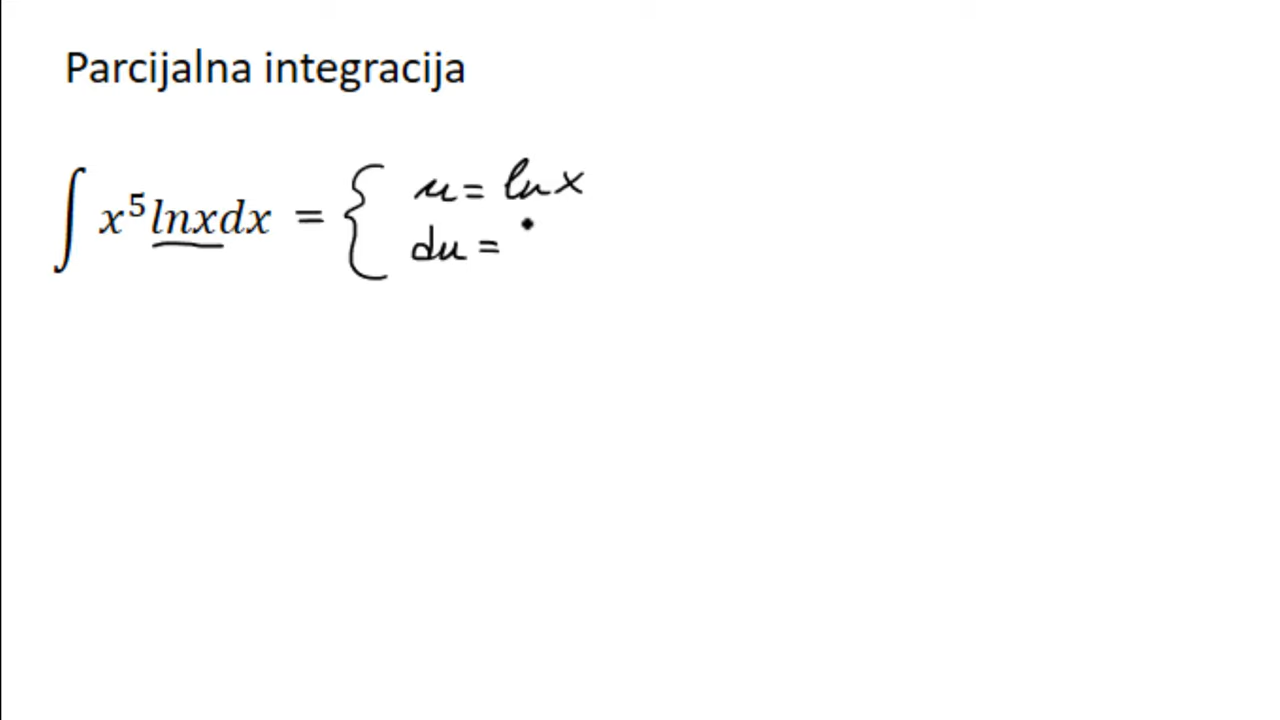 Parcijalna integracija
∫ x⁵lnxdx = { u = lnx
du =